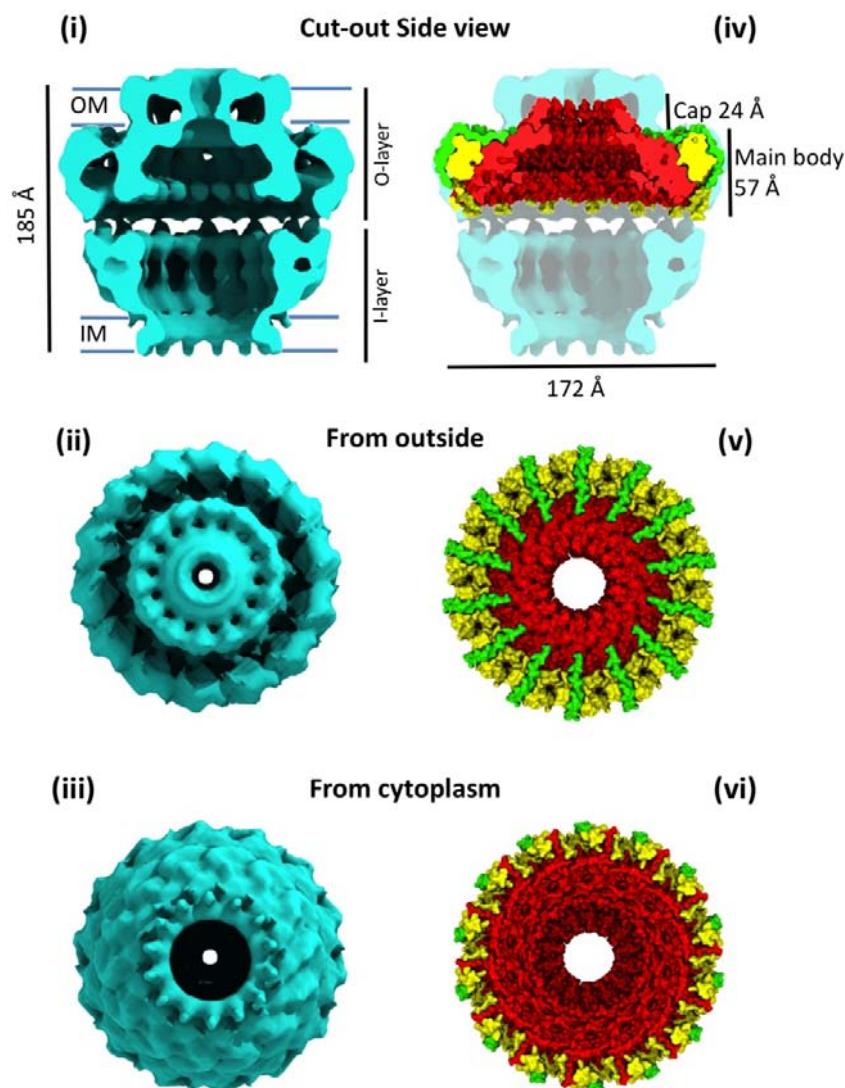 (i)
Cut-out Side view
(iv)
OM
O-layer
Cap 24 Å
Main body
57 Å
185 Å
I-layer
IM
172 Å
(ii)
From outside
(v)
(iii)
From cytoplasm
(vi)